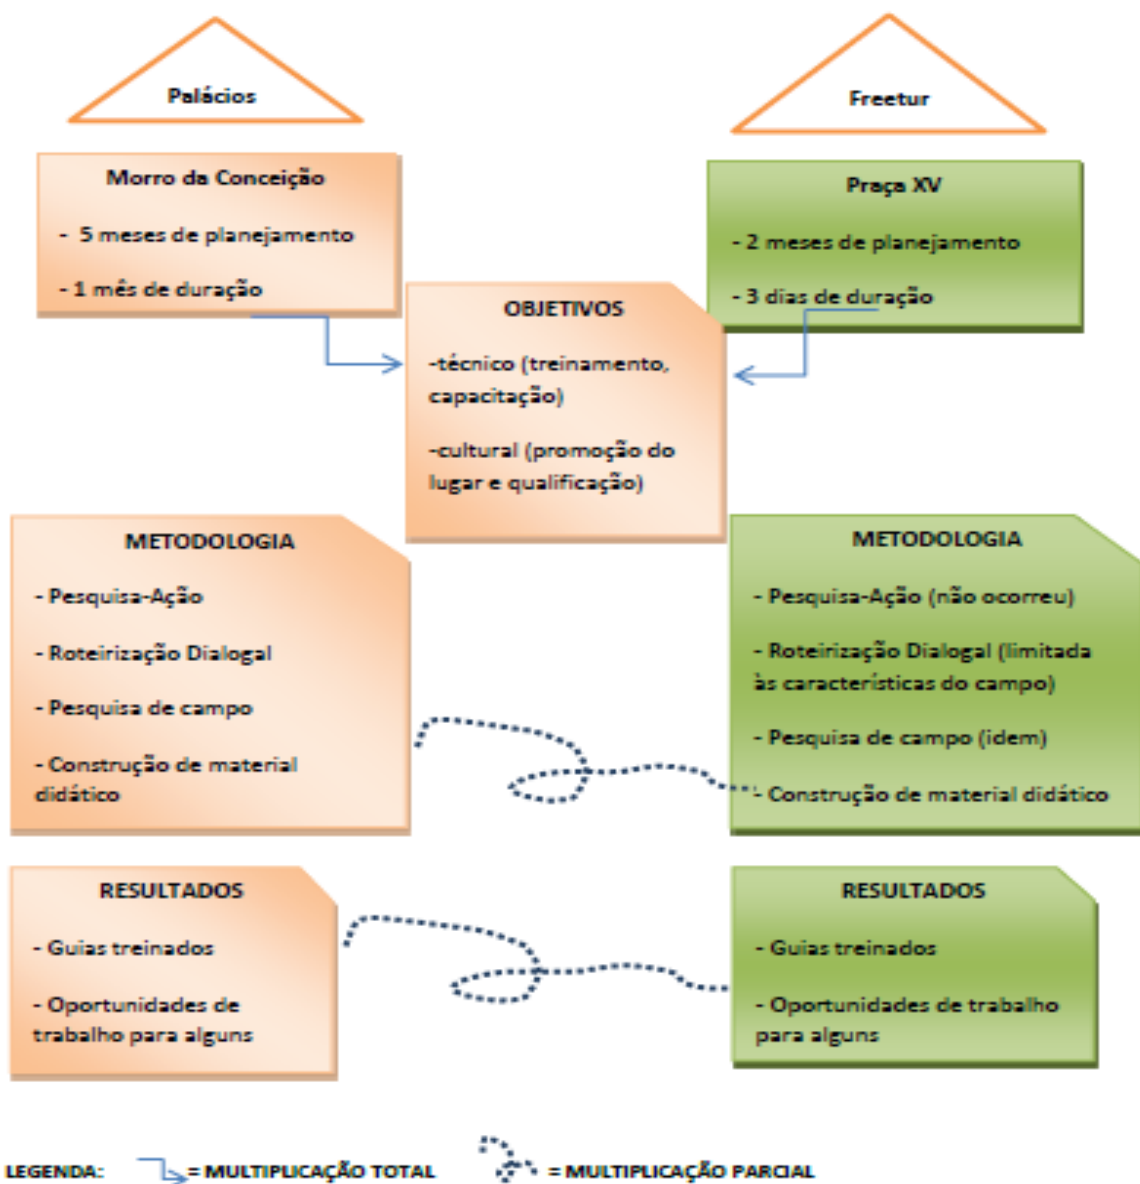 Palácios
Freetur
Morro da Conceição
- 5 meses de planejamento
- 1 mês de duração
Praça XV
- 2 meses de planejamento
- 3 dias de duração
OBJETIVOS
-técnico (treinamento,
capacitação)
-cultural (promoção do
lugar e qualificação)
METODOLOGIA
- Pesquisa-Ação
- Roteirização Dialogal
- Pesquisa de campo
- Construção de material
didático
METODOLOGIA
- Pesquisa-Ação (não ocorreu)
- Roteirização Dialogal (limitada
às características do campo)
- Pesquisa de campo (idem)
- Construção de material didático
RESULTADOS
- Guias treinados
- Oportunidades de
trabalho para alguns
RESULTADOS
- Guias treinados
- Oportunidades de trabalho
para alguns
LEGENDA: = MULTIPLICAÇÃO TOTAL = MULTIPLICAÇÃO PARCIAL